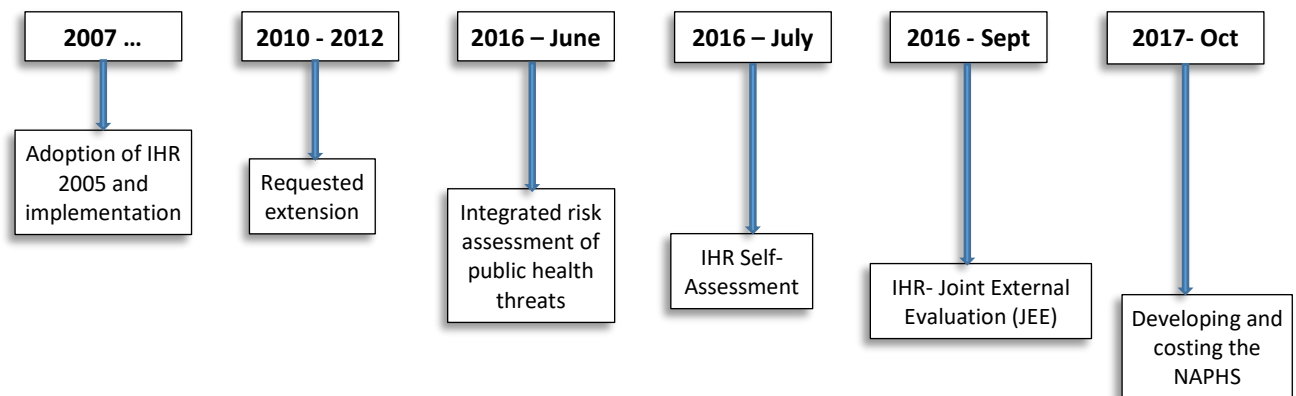 2007 ...
2010 - 2012
2016 – June
2016 – July
2016 - Sept
2017- Oct
Adoption of IHR
2005 and
implementation
Requested
extension
Integrated risk
assessment of
public health
threats
IHR Self-
Assessment
IHR- Joint External
Evaluation (JEE)
Developing and
costing the
NAPHS